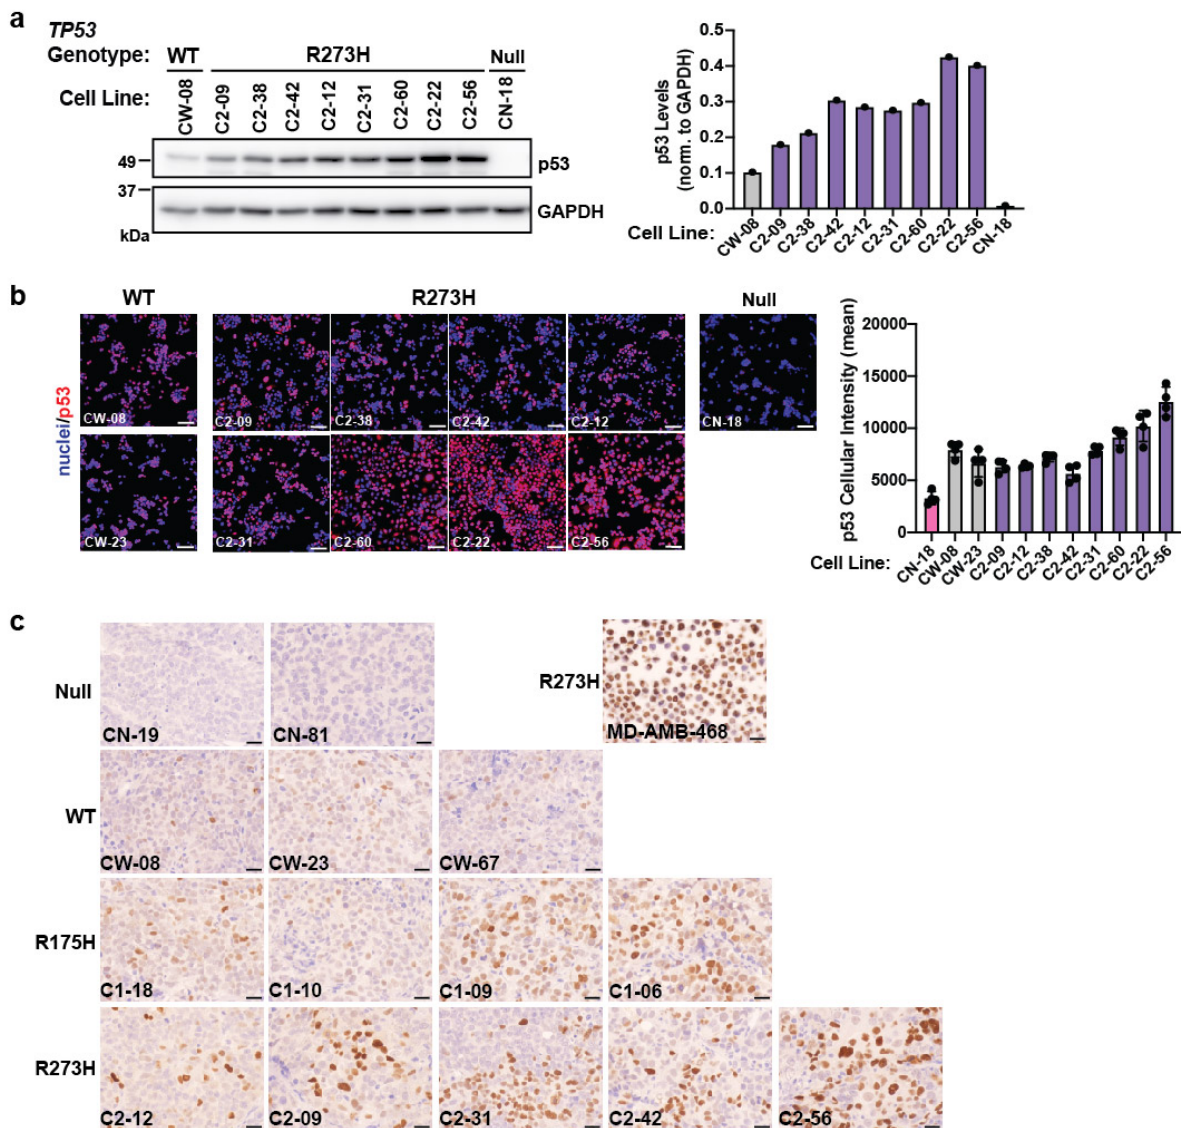 a
TP53
Genotype: WT R273H Null
Cell Line: CW-08 C2-09 C2-38 C2-42 C2-12 C2-31 C2-60 C2-22 C2-56 CN-18
49 p53
37
GAPDH
kDa
p53 Levels
(norm. to GAPDH)
0.5
0.4
0.3
0.2
0.1
0.0
Cell Line: CW-08 C2-09 C2-38 C2-42 C2-12 C2-31 C2-60 C2-22 C2-56 CN-18
b
WT R273H Null
nuclei/p53
CW-08 C2-09 C2-38 C2-42 C2-12 CN-18
CW-23 C2-31 C2-60 C2-22 C2-56
p53 Cellular Intensity (mean)
20000
15000
10000
5000
0
Cell Line: CN-18 CW-08 CW-23 C2-09 C2-12 C2-38 C2-42 C2-31 C2-60 C2-22 C2-56
c
Null R273H
CN-19 CN-81 MD-AMB-468
WT
CW-08 CW-23 CW-67
R175H
C1-18 C1-10 C1-09 C1-06
R273H
C2-12 C2-09 C2-31 C2-42 C2-56